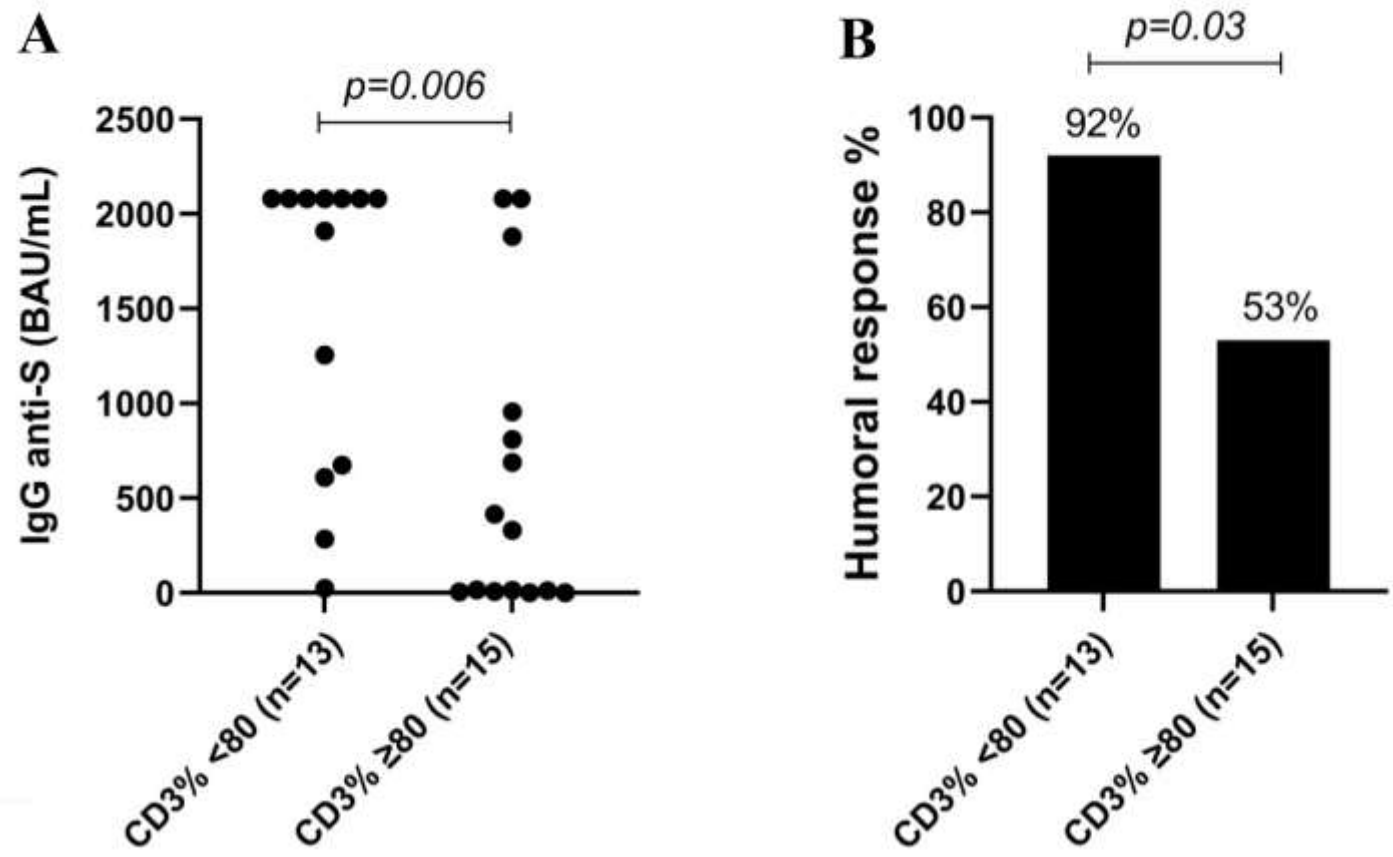 A
p=0.006
IgG anti-S (BAU/mL)
2500
2000
1500
1000
500
0
CD3% <80 (n=13)
CD3% ≥80 (n=15)
B
p=0.03
Humoral response %
100
80
60
40
20
0
92%
53%
CD3% <80 (n=13)
CD3% ≥80 (n=15)